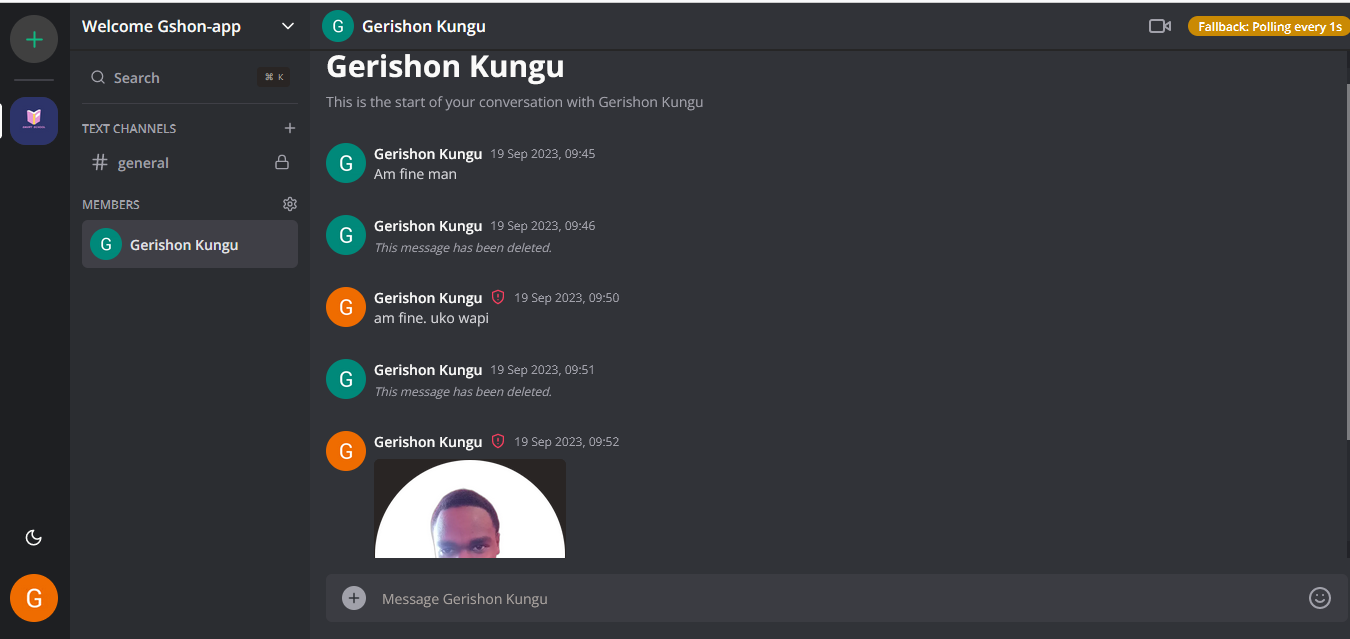 Welcome Gshon-app
Search
⌘ K
TEXT CHANNELS
# general
MEMBERS
G Gerishon Kungu
G
G Gerishon Kungu
Fallback: Polling every 1s
Gerishon Kungu
This is the start of your conversation with Gerishon Kungu
G Gerishon Kungu 19 Sep 2023, 09:45
Am fine man
G Gerishon Kungu 19 Sep 2023, 09:46
This message has been deleted.
G Gerishon Kungu 19 Sep 2023, 09:50
am fine. uko wapi
G Gerishon Kungu 19 Sep 2023, 09:51
This message has been deleted.
G Gerishon Kungu 19 Sep 2023, 09:52
Message Gerishon Kungu